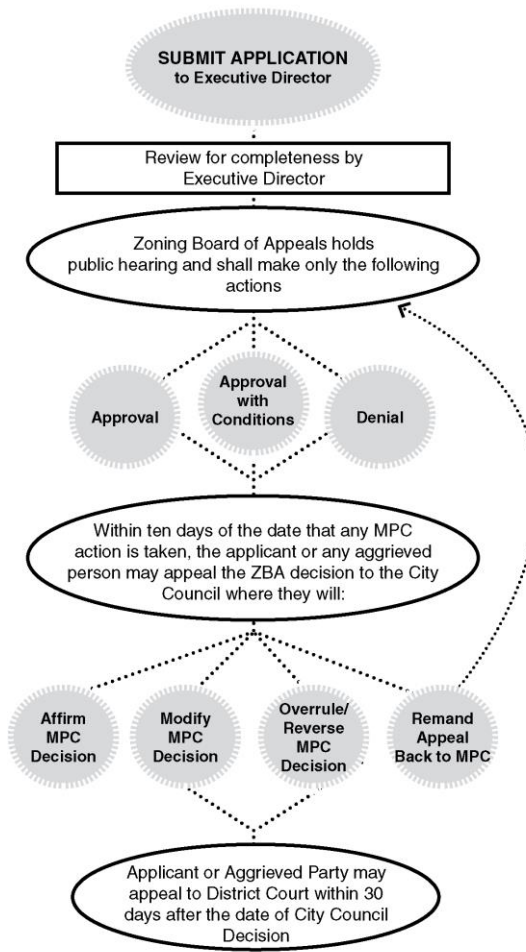 SUBMIT APPLICATION
to Executive Director
Review for completeness by
Executive Director
Zoning Board of Appeals holds
public hearing and shall make only the following
actions
Approval
Approval
with
Conditions
Denial
Within ten days of the date that any MPC
action is taken, the applicant or any aggrieved
person may appeal the ZBA decision to the City
Council where they will:
Affirm
MPC
Decision
Modify
MPC
Decision
Overrule/
Reverse
MPC
Decision
Remand
Appeal
Back to MPC
Applicant or Aggrieved Party may
appeal to District Court within 30
days after the date of City Council
Decision